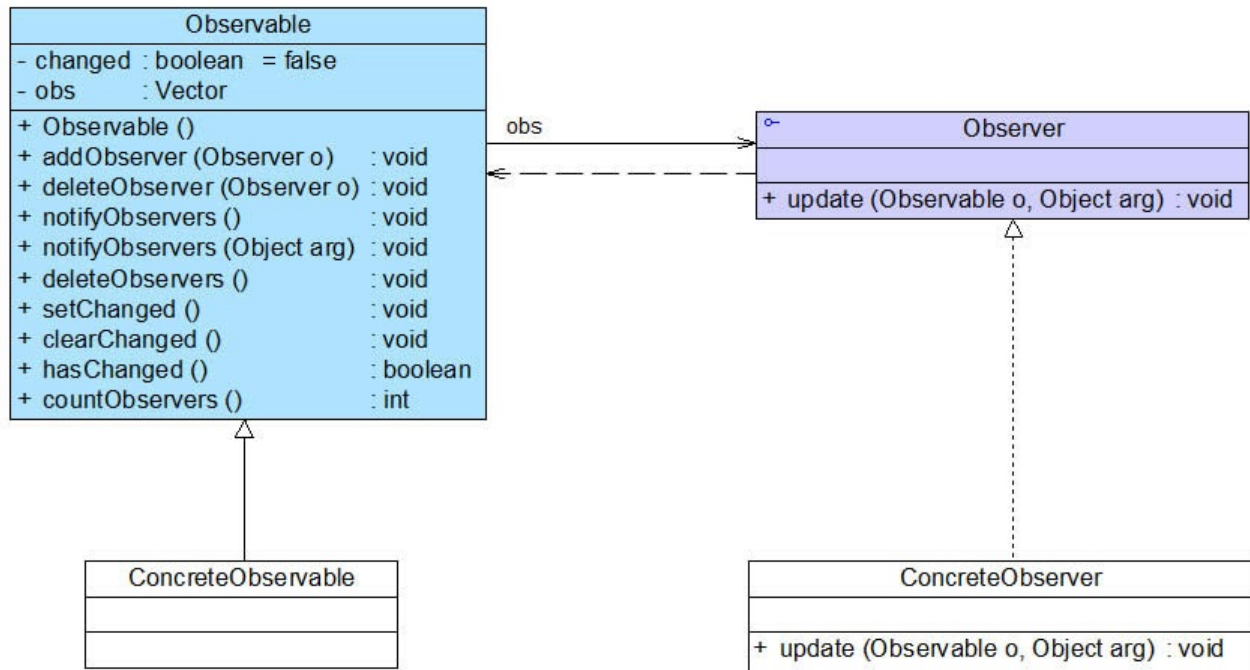 Observable
- changed : boolean = false
- obs : Vector
+ Observable ()
+ addObserver (Observer o) : void
+ deleteObserver (Observer o) : void
+ notifyObservers () : void
+ notifyObservers (Object arg) : void
+ deleteObservers () : void
+ setChanged () : void
+ clearChanged () : void
+ hasChanged () : boolean
+ countObservers () : int
obs
Observer
+ update (Observable o, Object arg) : void
ConcreteObservable
ConcreteObserver
+ update (Observable o, Object arg) : void